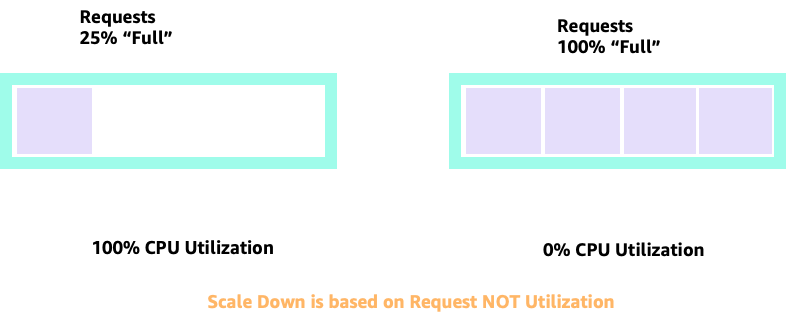 Requests
25% “Full”
Requests
100% “Full”
100% CPU Utilization
0% CPU Utilization
Scale Down is based on Request NOT Utilization